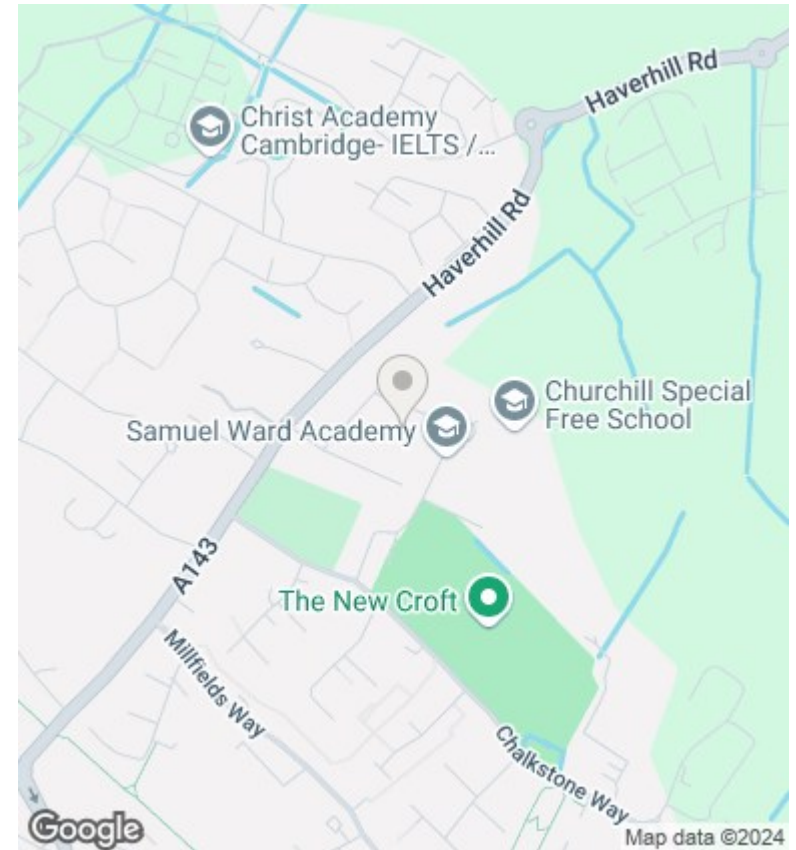 Haverhill Rd
Christ Academy
Cambridge- IELTS /...
Haverhill Rd
Churchill Special
Free School
Samuel Ward Academy
A143
The New Croft
Millfields Way
Chalkstone Way
Google
Map data ©2024